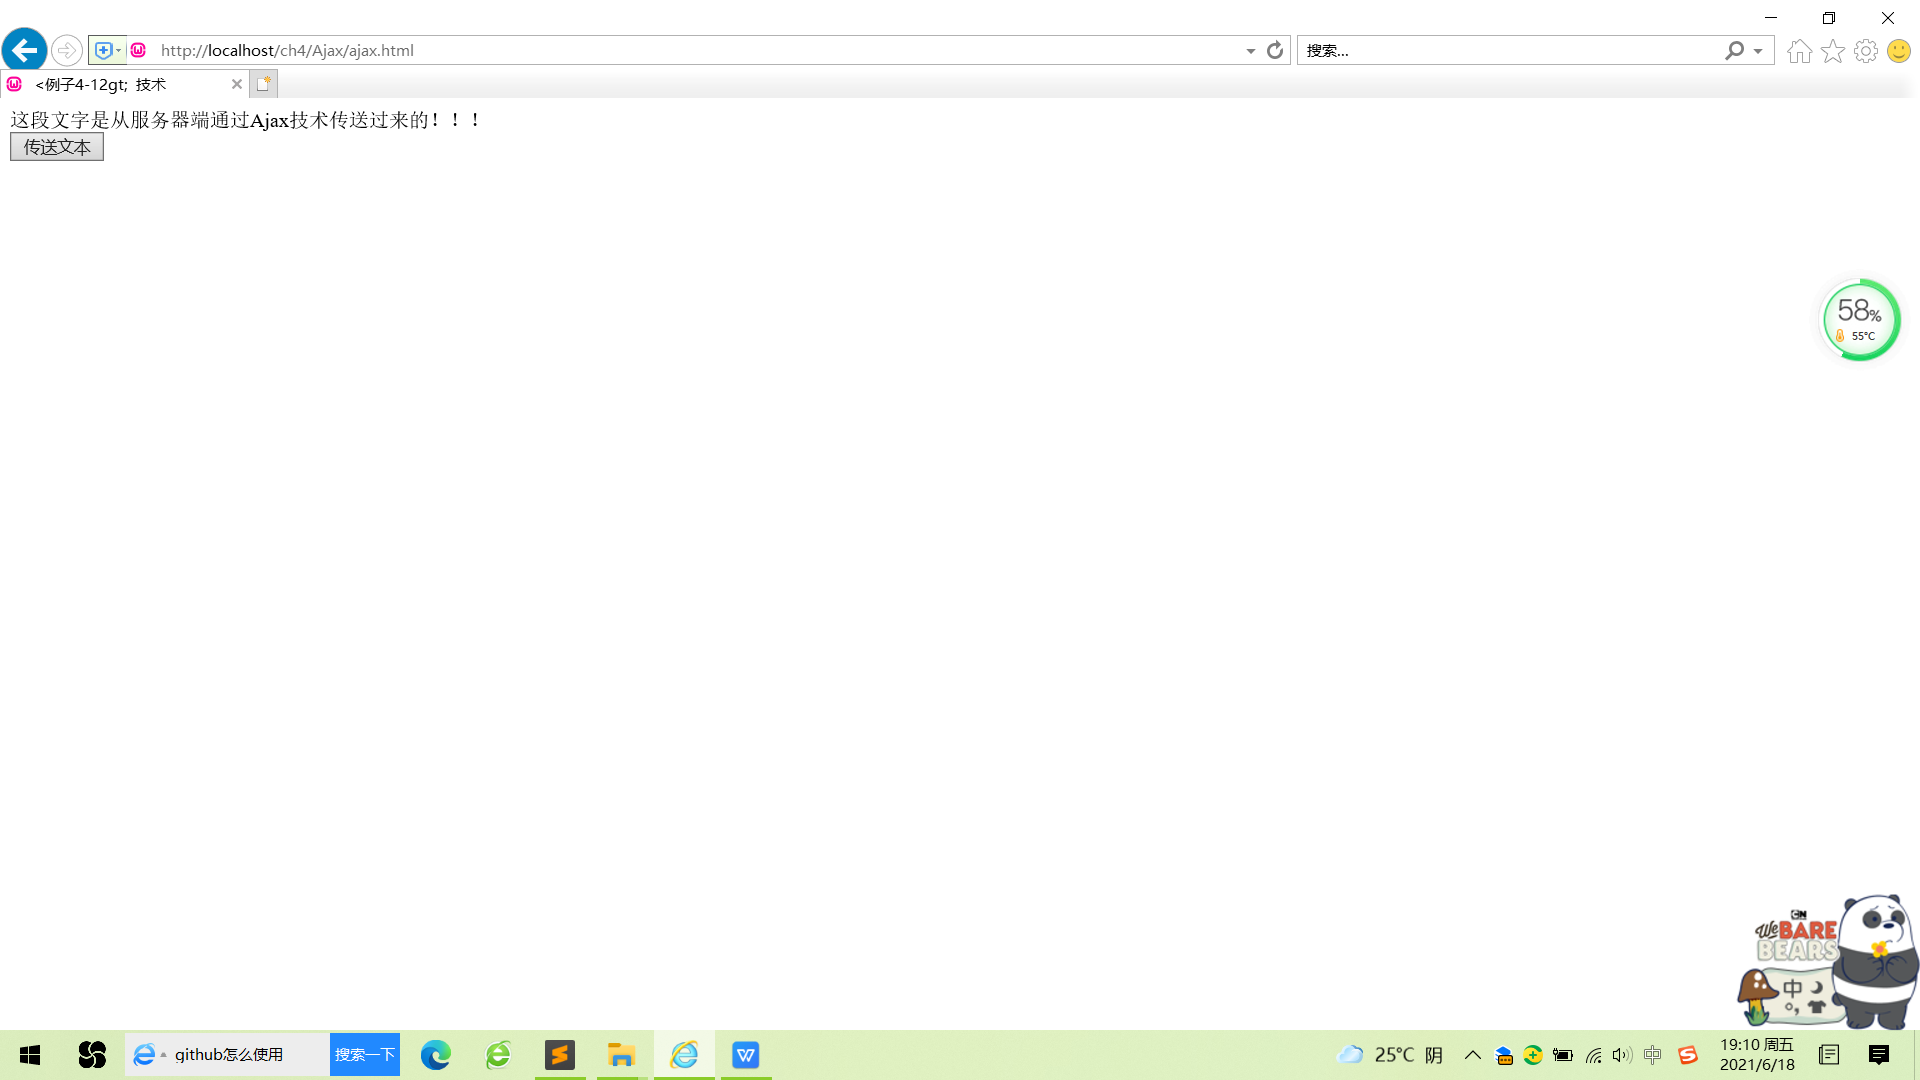 http://localhost/ch4/Ajax/ajax.html
搜索...
<例子4-12gt; 技术
这段文字是从服务器端通过Ajax技术传送过来的！！！
传送文本
58%
55°C
CN
We BARE BEARS
中
github怎么使用
搜索一下
25°C 阴
中
19:10 周五
2021/6/18